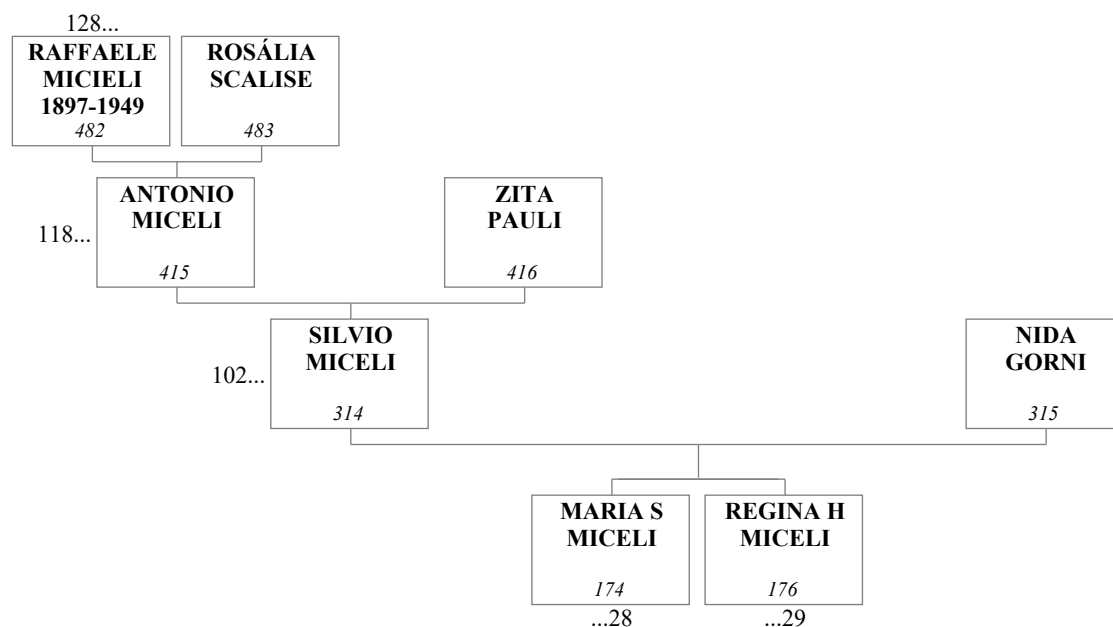 128...
RAFFAELE
MICIELI
1897-1949
482
ROSÁLIA
SCALISE
483
118...
ANTONIO
MICELI
415
ZITA
PAULI
416
102...
SILVIO
MICELI
314
NIDA
GORNI
315
MARIA S
MICELI
174
...28
REGINA H
MICELI
176
...29